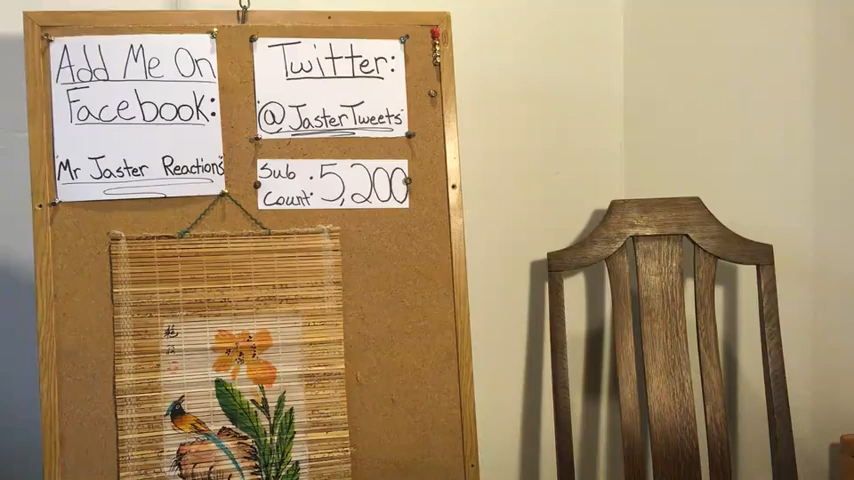 Add Me On
Facebook:
"Mr Jaster Reactions"
Twitter:
"@JasterTweets"
Sub
Count: 5,200